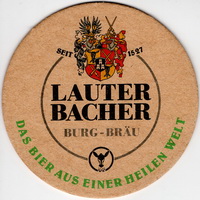 SEIT 1527
LAUTER
BACHER
BURG-BRÄU
DAS BIER AUS EINER HEILEN WELT